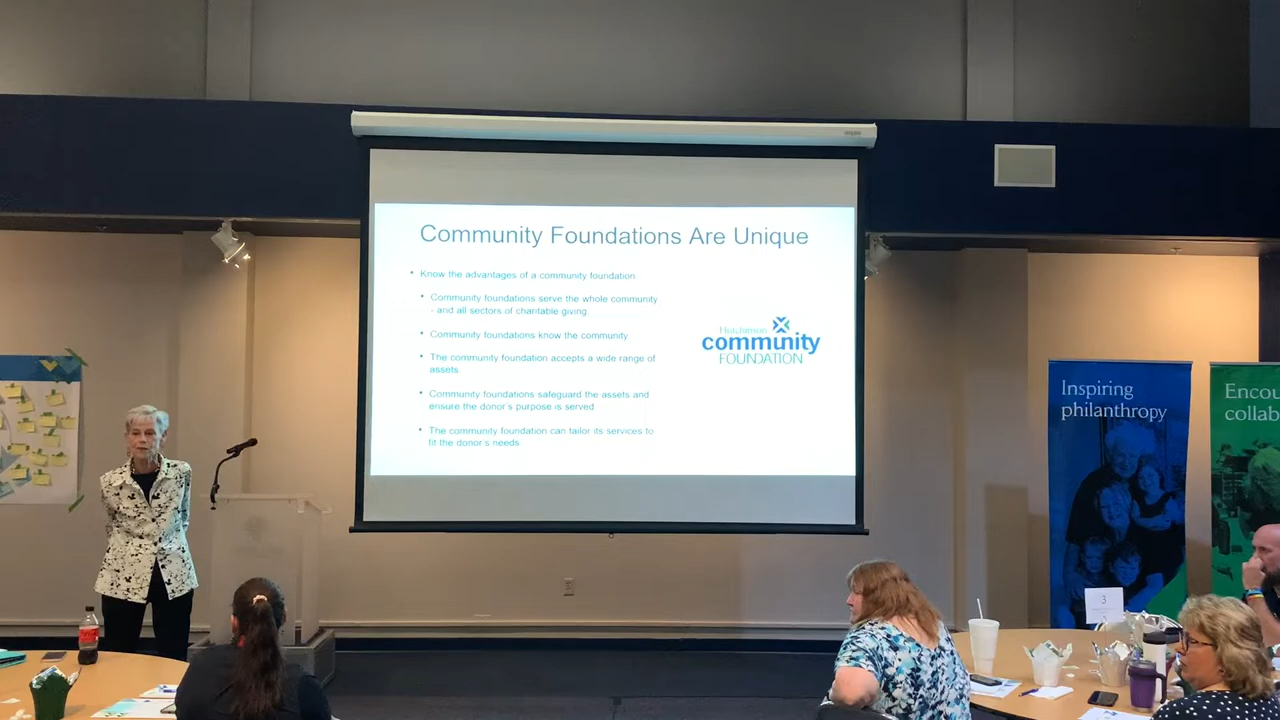 Community Foundations Are Unique
• Know the advantages of a community foundation
• Community foundations serve the whole community
- and all sectors of charitable giving.
• Community foundations know the community
• The community foundation accepts a wide range of
assets
• Community foundations safeguard the assets and
ensure the donor's purpose is served
• The community foundation can tailor its services to
fit the donor's needs
Hutchinson
community
FOUNDATION
Inspiring
philanthropy
Encou
collab
3